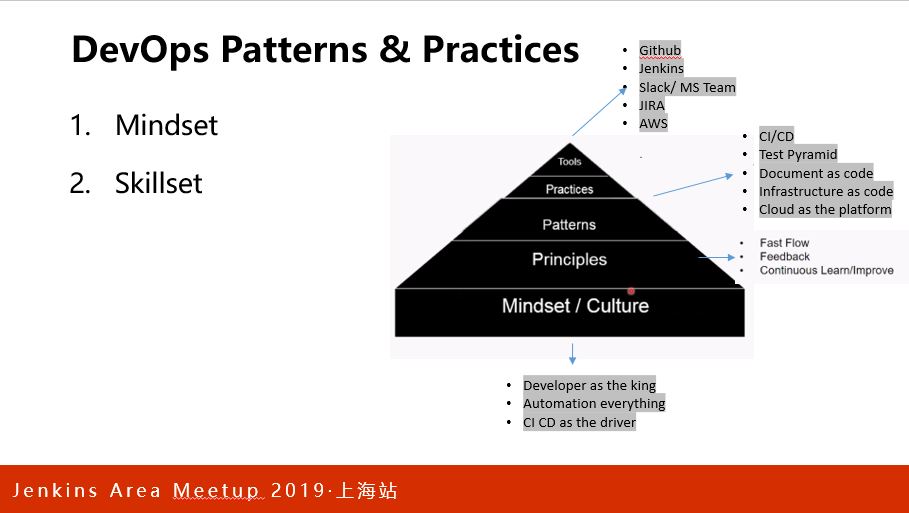 DevOps Patterns & Practices
1. Mindset
2. Skillset
• Github
• Jenkins
• Slack/ MS Team
• JIRA
• AWS
Tools
Practices
Patterns
Principles
Mindset / Culture
• CI/CD
• Test Pyramid
• Document as code
• Infrastructure as code
• Cloud as the platform
• Fast Flow
• Feedback
• Continuous Learn/Improve
• Developer as the king
• Automation everything
• CI CD as the driver
Jenkins Area Meetup 2019·上海站